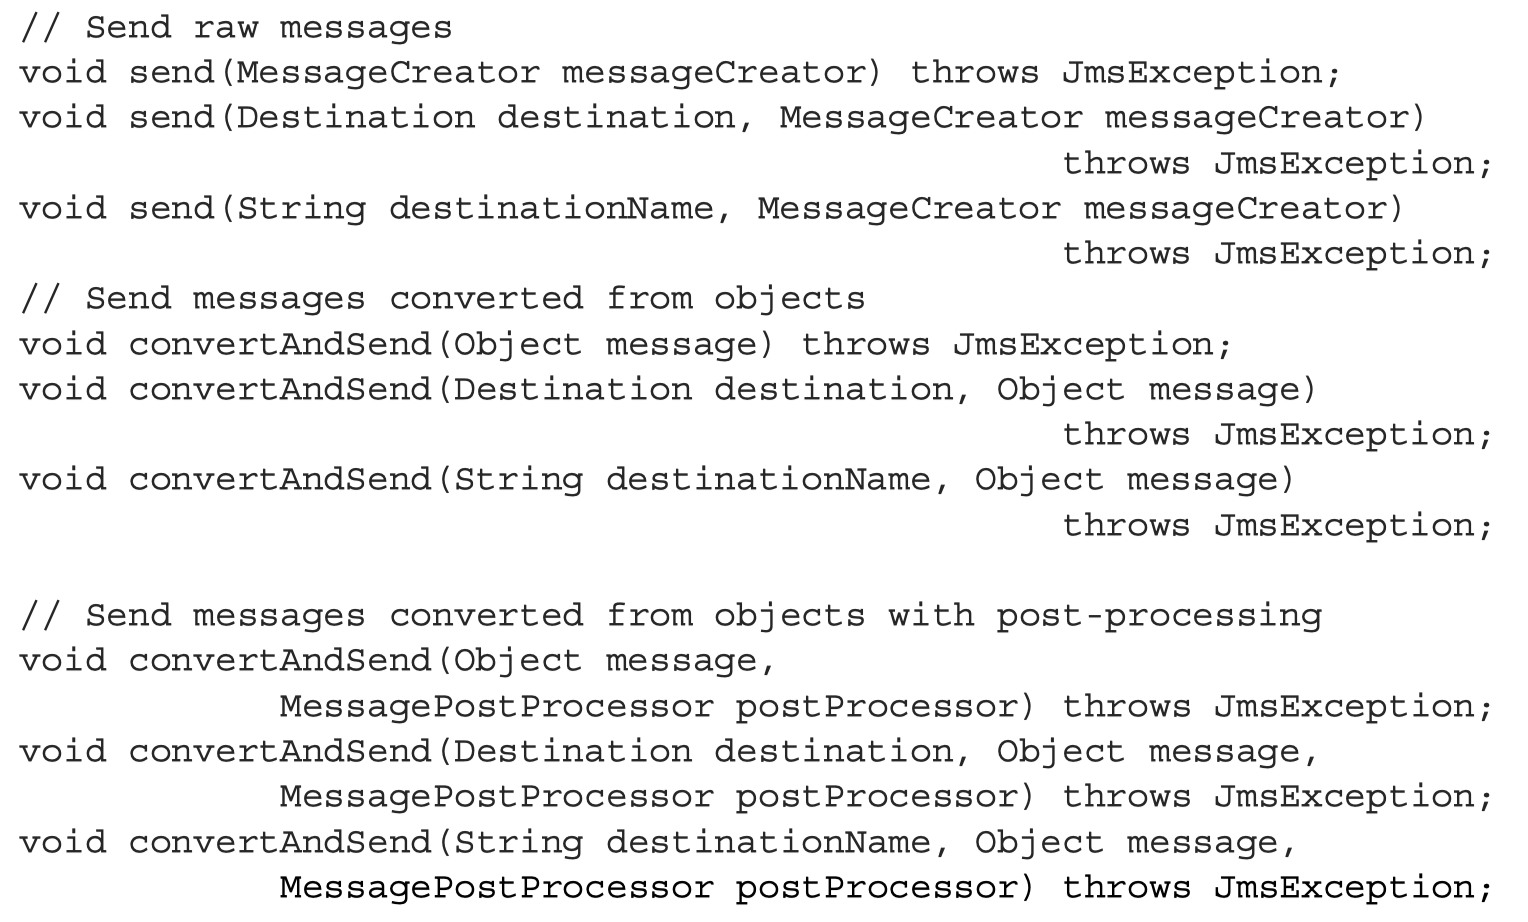 // Send raw messages
void send(MessageCreator messageCreator) throws JmsException;
void send(Destination destination, MessageCreator messageCreator)
throws JmsException;
void send(String destinationName, MessageCreator messageCreator)
throws JmsException;
// Send messages converted from objects
void convertAndSend(Object message) throws JmsException;
void convertAndSend(Destination destination, Object message)
throws JmsException;
void convertAndSend(String destinationName, Object message)
throws JmsException;
// Send messages converted from objects with post-processing
void convertAndSend(Object message,
MessagePostProcessor postProcessor) throws JmsException;
void convertAndSend(Destination destination, Object message,
MessagePostProcessor postProcessor) throws JmsException;
void convertAndSend(String destinationName, Object message,
MessagePostProcessor postProcessor) throws JmsException;